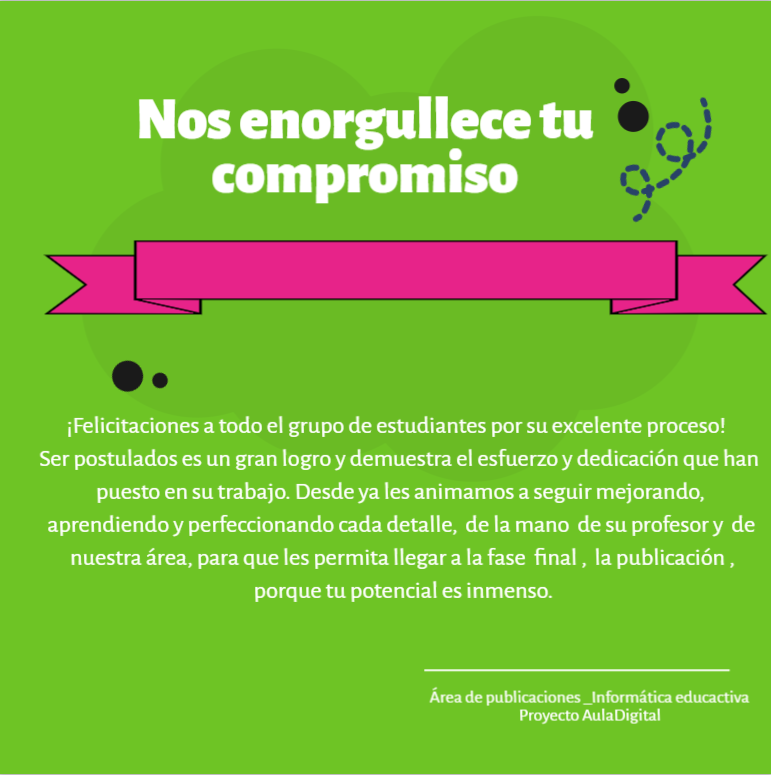 Nos enorgullece tu
compromiso
¡Felicitaciones a todo el grupo de estudiantes por su excelente proceso!
Ser postulados es un gran logro y demuestra el esfuerzo y dedicación que han
puesto en su trabajo. Desde ya les animamos a seguir mejorando,
aprendiendo y perfeccionando cada detalle, de la mano de su profesor y de
nuestra área, para que les permita llegar a la fase final , la publicación ,
porque tu potencial es inmenso.
Área de publicaciones _Informática educactiva
Proyecto AulaDigital